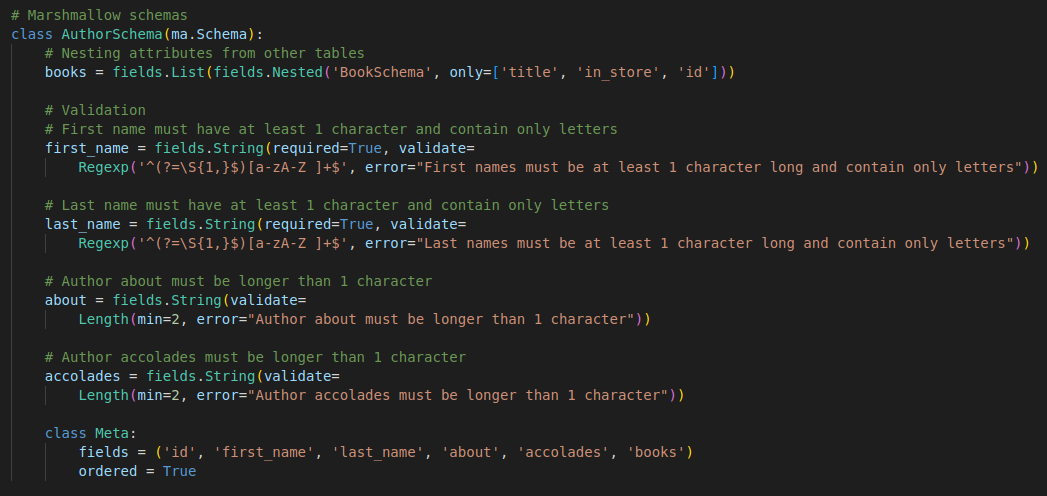 # Marshmallow schemas
class AuthorSchema(ma.Schema):
    # Nesting attributes from other tables
    books = fields.List(fields.Nested('BookSchema', only=['title', 'in_store', 'id']))

    # Validation
    # First name must have at least 1 character and contain only letters
    first_name = fields.String(required=True, validate=
        Regexp('^(?=\S{1,}$)[a-zA-Z ]+$', error="First names must be at least 1 character long and contain only letters"))

    # Last name must have at least 1 character and contain only letters
    last_name = fields.String(required=True, validate=
        Regexp('^(?=\S{1,}$)[a-zA-Z ]+$', error="Last names must be at least 1 character long and contain only letters"))

    # Author about must be longer than 1 character
    about = fields.String(validate=
        Length(min=2, error="Author about must be longer than 1 character"))

    # Author accolades must be longer than 1 character
    accolades = fields.String(validate=
        Length(min=2, error="Author accolades must be longer than 1 character"))

    class Meta:
        fields = ('id', 'first_name', 'last_name', 'about', 'accolades', 'books')
        ordered = True